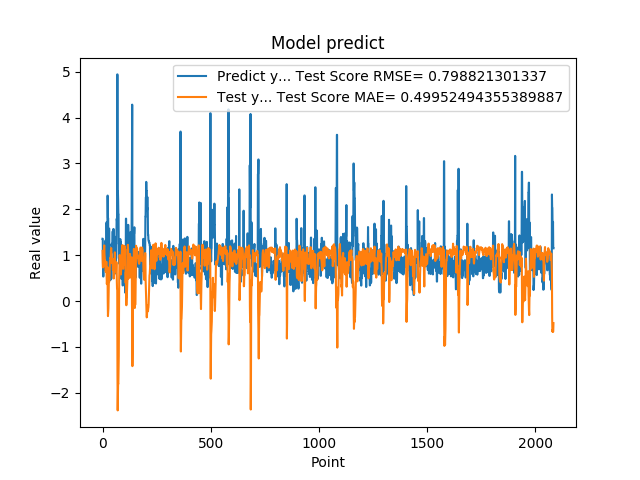 Model predict
Predict y... Test Score RMSE= 0.798821301337
Test y... Test Score MAE= 0.49952494355389887
5
4
3
2
1
0
−1
−2
Real value
0 500 1000 1500 2000
Point